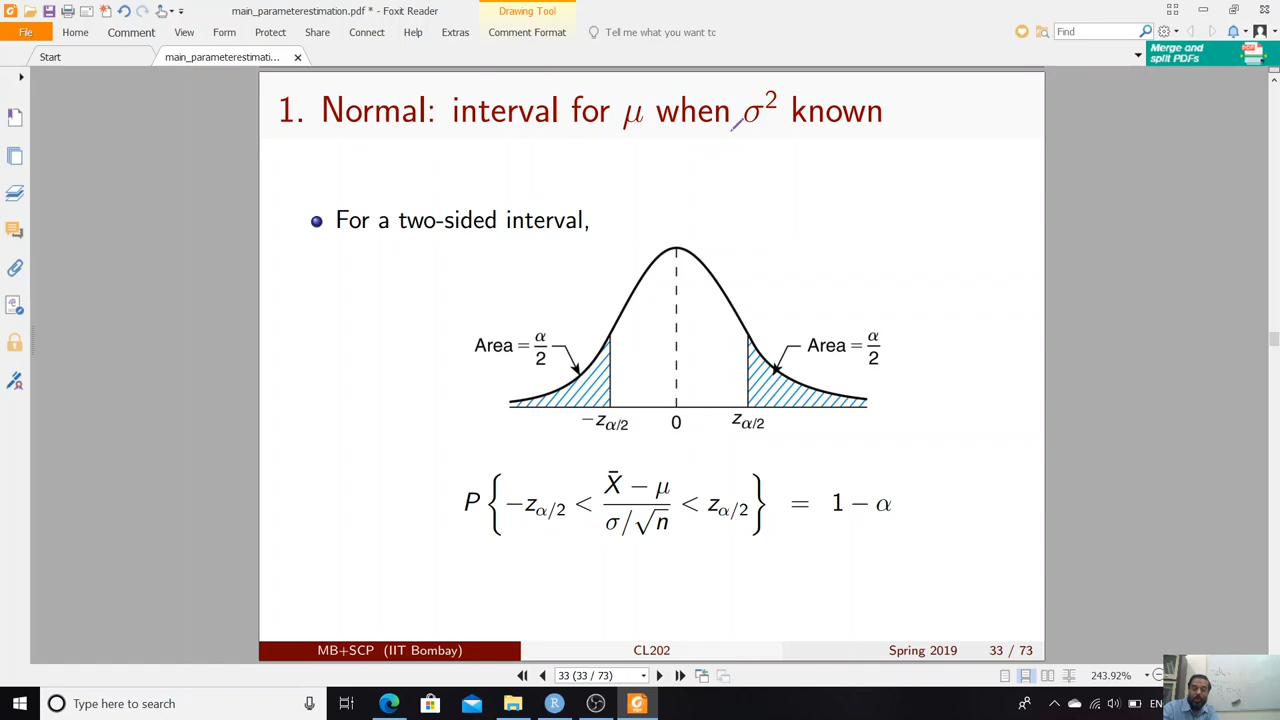 main_parameterestimation.pdf * - Foxit Reader
Drawing Tool
File Home Comment View Form Protect Share Connect Help Extras Comment Format Tell me what you want to Find
Start
main_parameterestimati...
Merge and
split PDFs
1. Normal: interval for μ when σ² known
For a two-sided interval,
Area = α/2
Area = α/2
−z_{α/2} 0 z_{α/2}
P{−z_{α/2} < (X̄ − μ)/(σ/√n) < z_{α/2}} = 1 − α
MB+SCP (IIT Bombay) CL202 Spring 2019 33 / 73
33 (33 / 73) 243.92%
Type here to search
EN